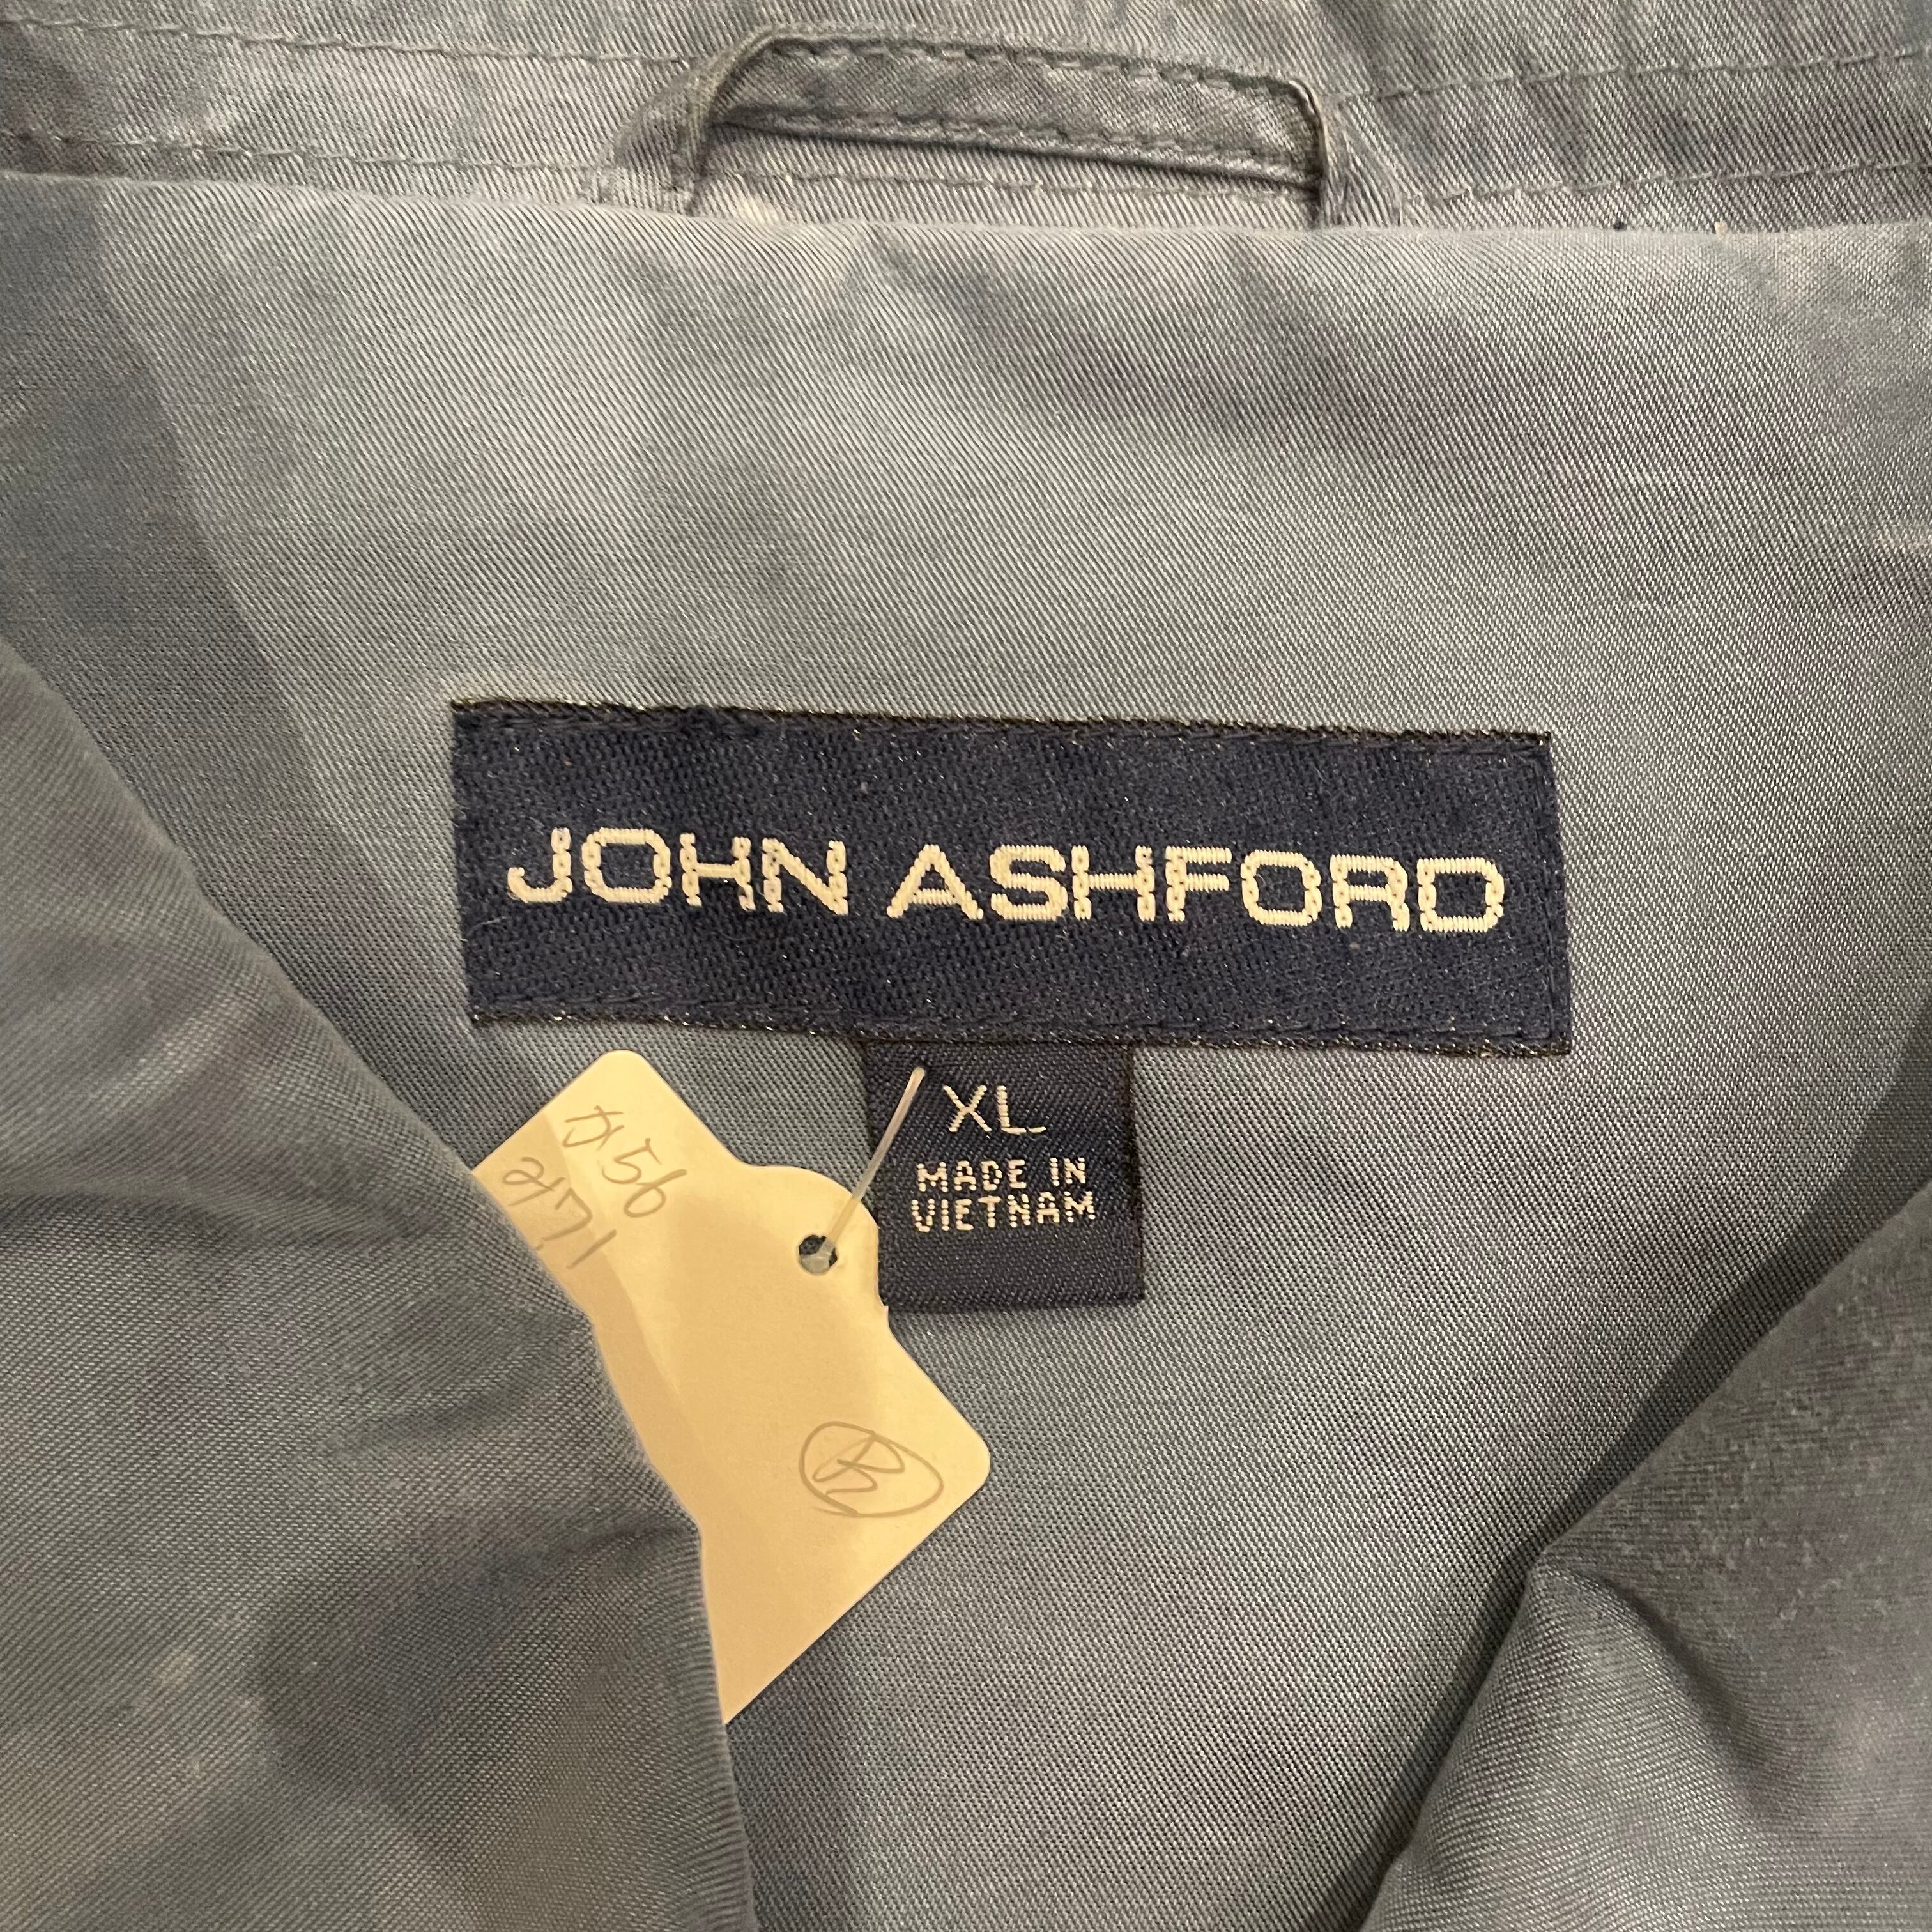 JOHN ASHFORD
XL
MADE IN
VIETNAM